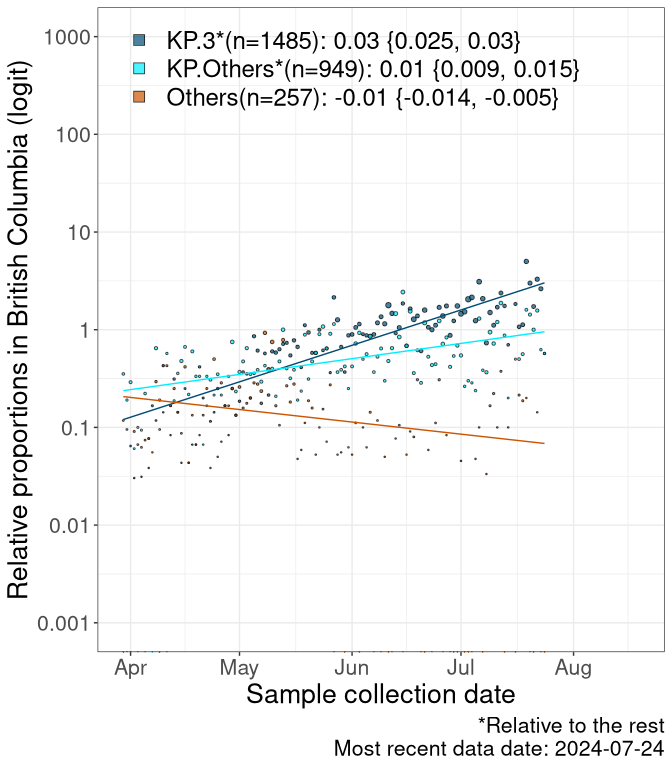 Relative proportions in British Columbia (logit)
1000
100
10
1
0.1
0.01
0.001
KP.3*(n=1485): 0.03 {0.025, 0.03}
KP.Others*(n=949): 0.01 {0.009, 0.015}
Others(n=257): -0.01 {-0.014, -0.005}
Apr May Jun Jul Aug
Sample collection date
*Relative to the rest
Most recent data date: 2024-07-24